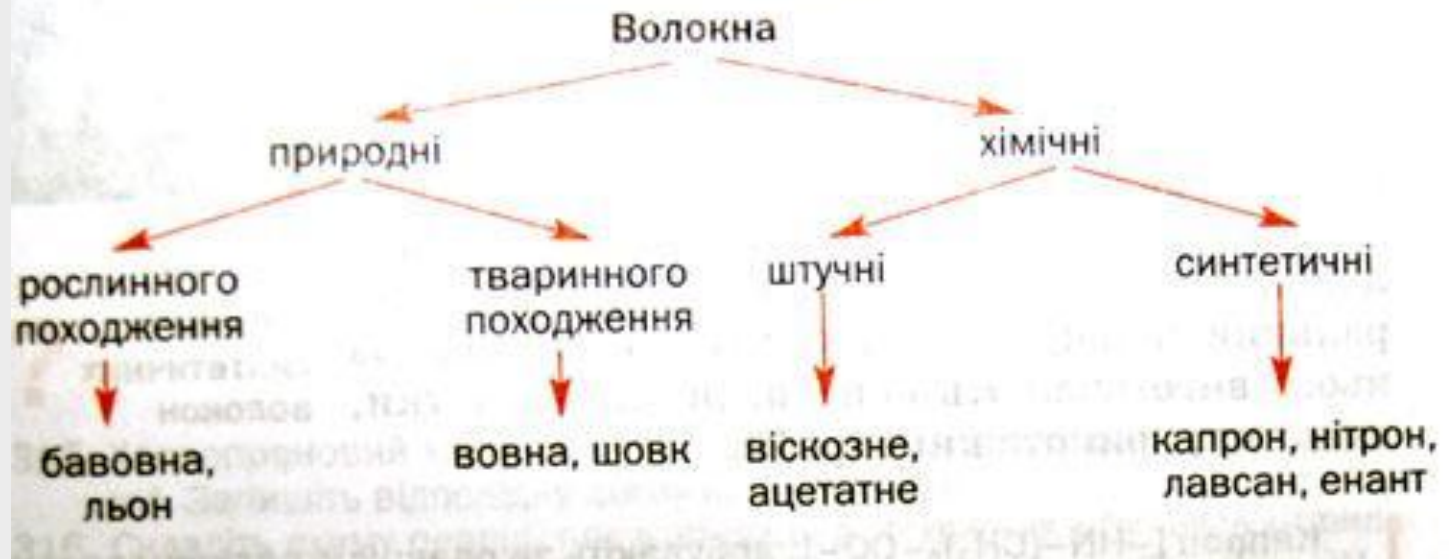 Волокна
природні
хімічні
рослинного
походження
тваринного
походження
штучні
синтетичні
бавовна,
льон
вовна, шовк
віскозне,
ацетатне
капрон, нітрон,
лавсан, енант